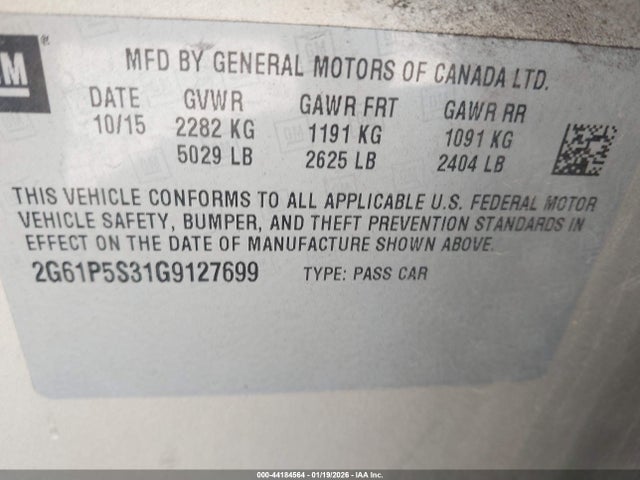 GM ®
MFD BY GENERAL MOTORS OF CANADA LTD.
DATE GVWR GAWR FRT GAWR RR
10/15 2282 KG 1191 KG 1091 KG
5029 LB 2625 LB 2404 LB
THIS VEHICLE CONFORMS TO ALL APPLICABLE U.S. FEDERAL MOTOR
VEHICLE SAFETY, BUMPER, AND THEFT PREVENTION STANDARDS IN
EFFECT ON THE DATE OF MANUFACTURE SHOWN ABOVE.
2G61P5S31G9127699 TYPE: PASS CAR
000-44184564 - 01/19/2026 - IAA Inc.